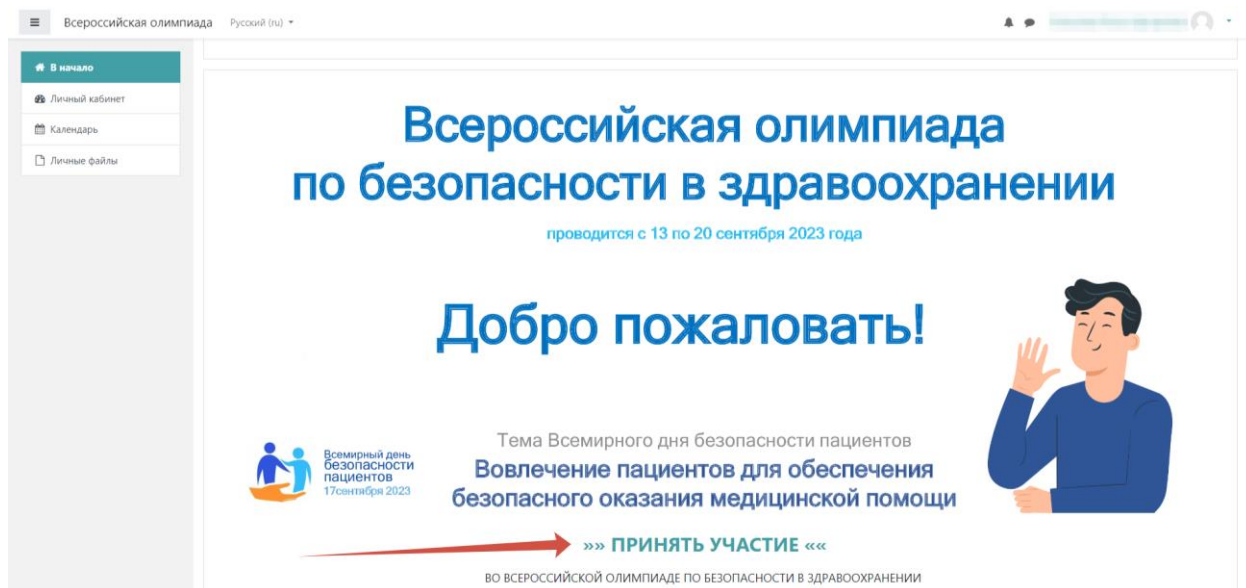 Всероссийская олимпиада
Русский (ru)
В начало
Личный кабинет
Календарь
Личные файлы
Всероссийская олимпиада
по безопасности в здравоохранении
проводится с 13 по 20 сентября 2023 года
Добро пожаловать!
Всемирный день
безопасности
пациентов
17сентября 2023
Тема Всемирного дня безопасности пациентов
Вовлечение пациентов для обеспечения
безопасного оказания медицинской помощи
»» ПРИНЯТЬ УЧАСТИЕ ««
ВО ВСЕРОССИЙСКОЙ ОЛИМПИАДЕ ПО БЕЗОПАСНОСТИ В ЗДРАВООХРАНЕНИИ